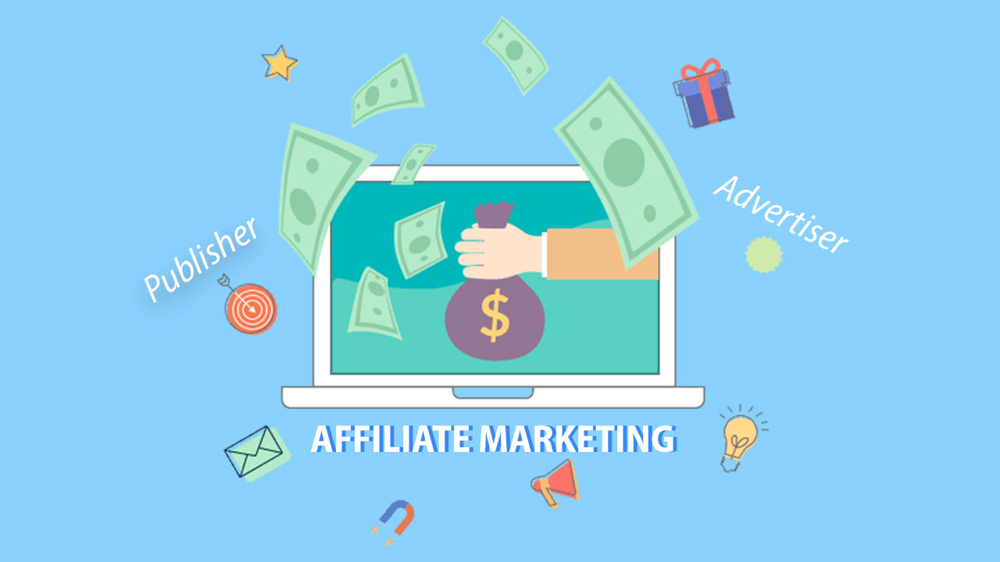 Publisher
Advertiser
$
AFFILIATE MARKETING